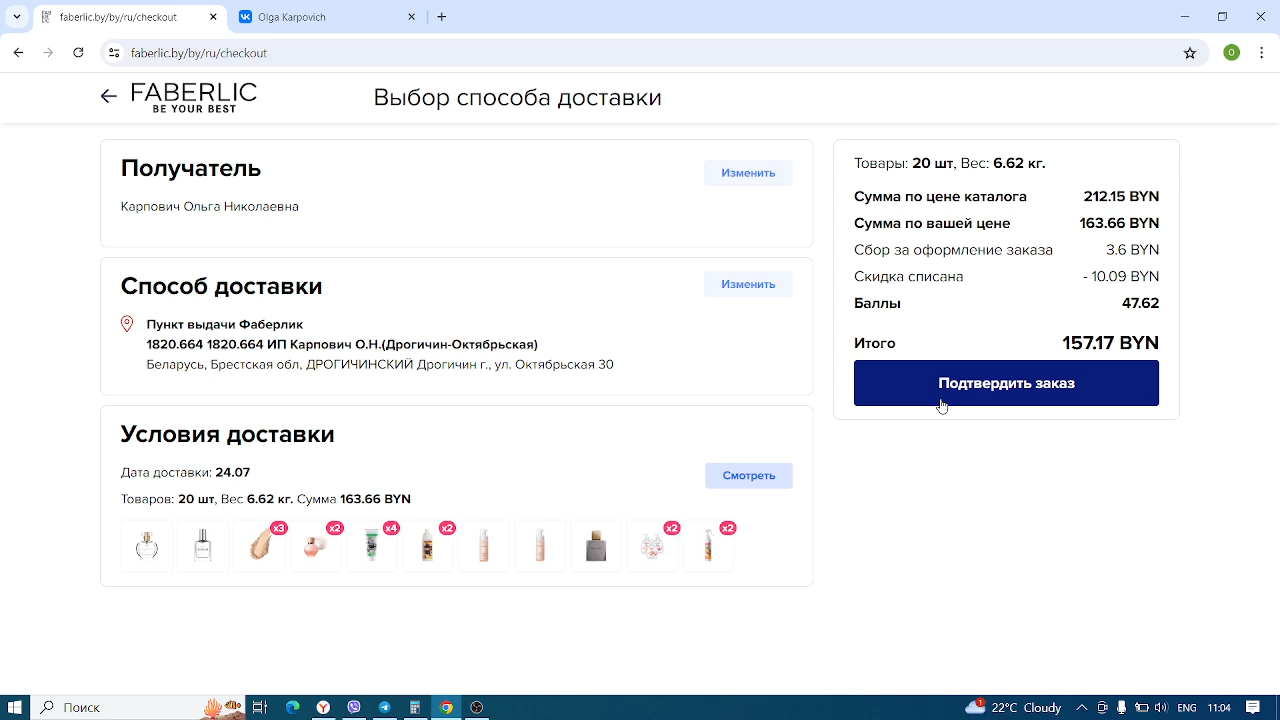 faberlic.by/by/ru/checkout
Olga Karpovich
faberlic.by/by/ru/checkout
O
FABERLIC
BE YOUR BEST
Выбор способа доставки
Получатель
Изменить
Карпович Ольга Николаевна
Способ доставки
Изменить
Пункт выдачи Фаберлик
1820.664 1820.664 ИП Карпович О.Н.(Дрогичин-Октябрьская)
Беларусь, Брестская обл, ДРОГИЧИНСКИЙ Дрогичин г., ул. Октябрьская 30
Условия доставки
Дата доставки: 24.07
Смотреть
Товаров: 20 шт, Вес 6.62 кг. Сумма 163.66 BYN
x3 x2 x4 x2 x2 x2
Товары: 20 шт, Вес: 6.62 кг.
Сумма по цене каталога 212.15 BYN
Сумма по вашей цене 163.66 BYN
Сбор за оформление заказа 3.6 BYN
Скидка списана - 10.09 BYN
Баллы 47.62
Итого 157.17 BYN
Подтвердить заказ
Поиск
1
22°C Cloudy
ENG
11:04